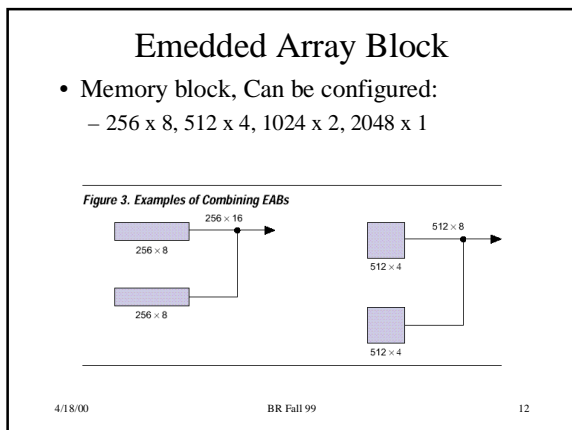 Emedded Array Block
• Memory block, Can be configured:
– 256 x 8, 512 x 4, 1024 x 2, 2048 x 1
Figure 3. Examples of Combining EABs
256 × 16
256 × 8
256 × 8
512 × 8
512 × 4
512 × 4
4/18/00
BR Fall 99
12